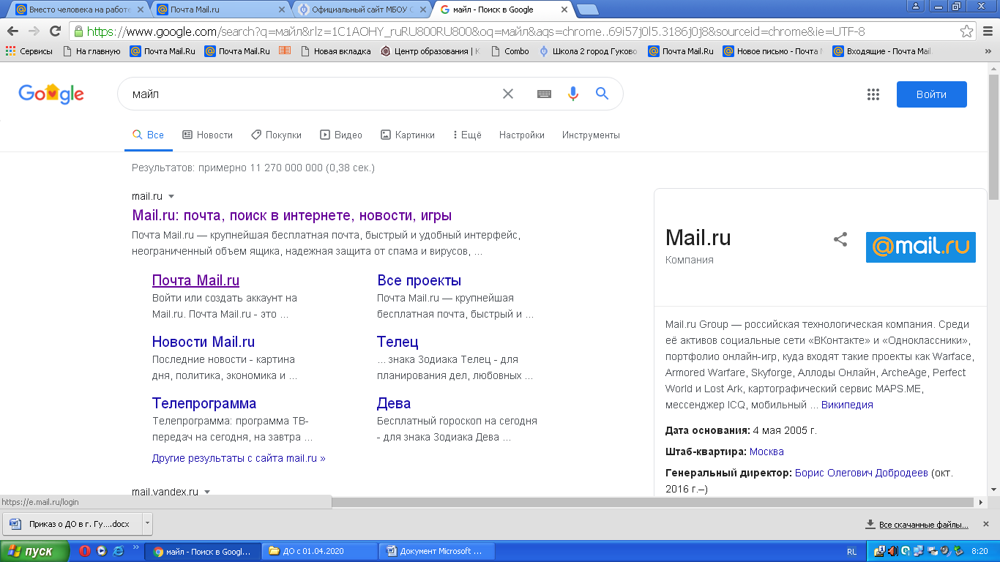 Вместо человека на работе
Почта Mail.ru
Официальный сайт МБОУ С
майл - Поиск в Google
https://www.google.com/search?q=майл&rlz=1C1AOHY_ruRU800RU800&oq=майл&aqs=chrome..69i57j0l5.3186j0j8&sourceid=chrome&ie=UTF-8
Сервисы На главную Почта Mail.Ru Почта Mail.Ru Новая вкладка Центр образования | К Combo Школа 2 город Гуково Почта Mail.Ru Новое письмо - Почта М Входящие - Почта Mail. »
Google
майл
Войти
Все Новости Покупки Видео Картинки Ещё Настройки Инструменты
Результатов: примерно 11 270 000 000 (0,38 сек.)
mail.ru
Mail.ru: почта, поиск в интернете, новости, игры
Почта Mail.ru — крупнейшая бесплатная почта, быстрый и удобный интерфейс,
неограниченный объем ящика, надежная защита от спама и вирусов, ...
Почта Mail.ru
Войти или создать аккаунт на
Mail.ru. Почта Mail.ru - это ...
Все проекты
Почта Mail.ru — крупнейшая
бесплатная почта, быстрый и ...
Новости Mail.ru
Последние новости - картина
дня, политика, экономика и ...
Телец
... знака Зодиака Телец - для
планирования дел, любовных ...
Телепрограмма
Телепрограмма: программа ТВ-
передач на сегодня, на завтра ...
Дева
Бесплатный гороскоп на сегодня
- для знака Зодиака Дева ...
Другие результаты с сайта mail.ru »
mail.yandex.ru
Mail.ru
Компания
@mail.ru
Mail.ru Group — российская технологическая компания. Среди
её активов социальные сети «ВКонтакте» и «Одноклассники»,
портфолио онлайн-игр, куда входят такие проекты как Warface,
Armored Warfare, Skyforge, Аллоды Онлайн, ArcheAge, Perfect
World и Lost Ark, картографический сервис MAPS.ME,
мессенджер ICQ, мобильный ... Википедия
Дата основания: 4 мая 2005 г.
Штаб-квартира: Москва
Генеральный директор: Борис Олегович Добродеев (окт.
2016 г.–)
https://e.mail.ru/login
Приказ о ДО в г. Гу....docx
Все скачанные файлы...
пуск
майл - Поиск в Googl...
ДО с 01.04.2020
Документ Microsoft ...
RL
8:20